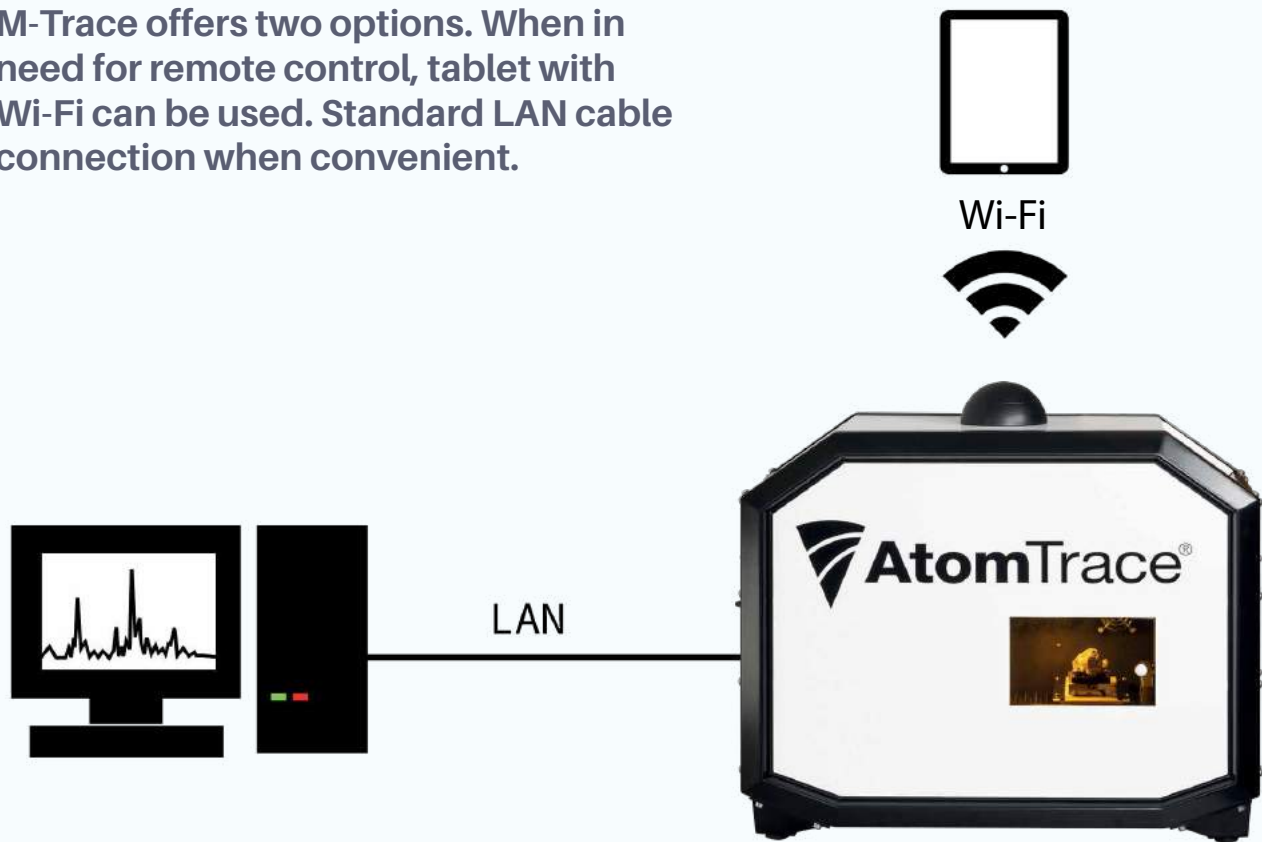 M-Trace offers two options. When in
need for remote control, tablet with
Wi-Fi can be used. Standard LAN cable
connection when convenient.
Wi-Fi
AtomTrace®
LAN